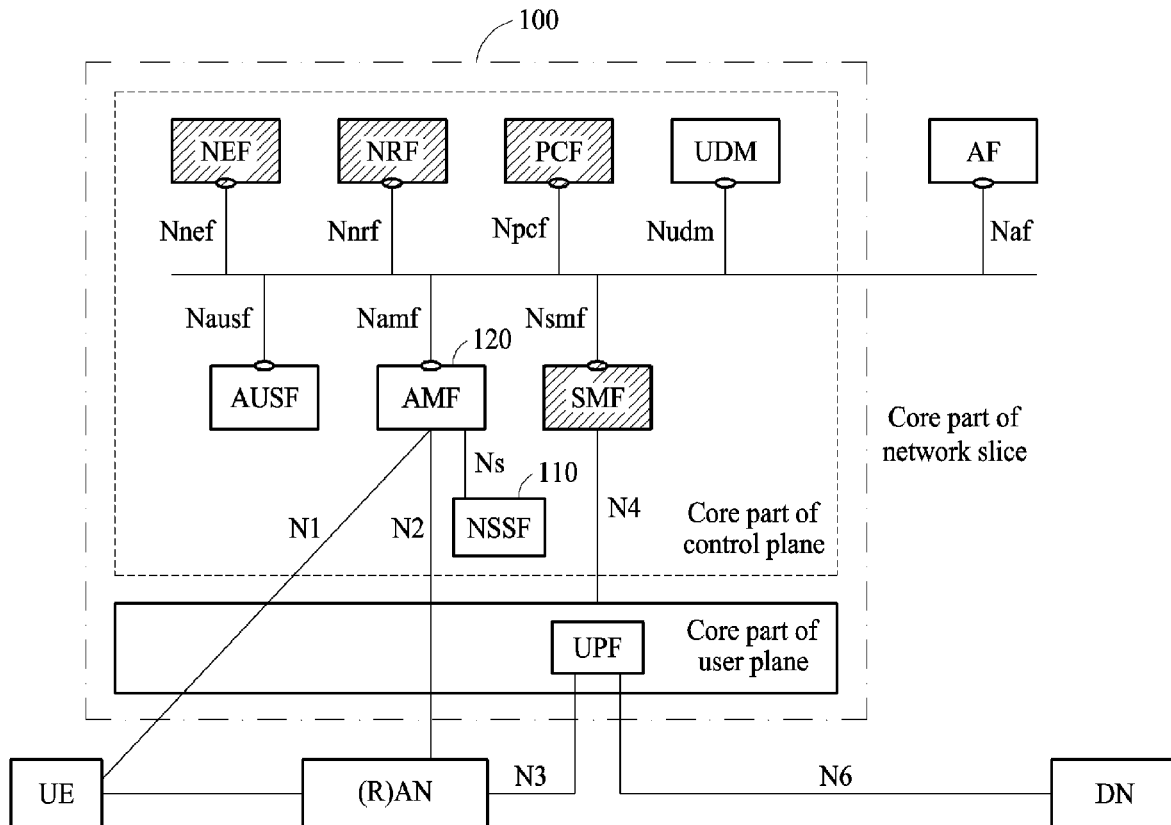 100
NEF
NRF
PCF
UDM
AF
Nnef
Nnrf
Npcf
Nudm
Naf
Nausf
Namf
Nsmf
120
AUSF
AMF
SMF
Core part of
network slice
Ns
110
N1
N2
NSSF
N4
Core part of
control plane
UPF
Core part of
user plane
UE
(R)AN
N3
N6
DN